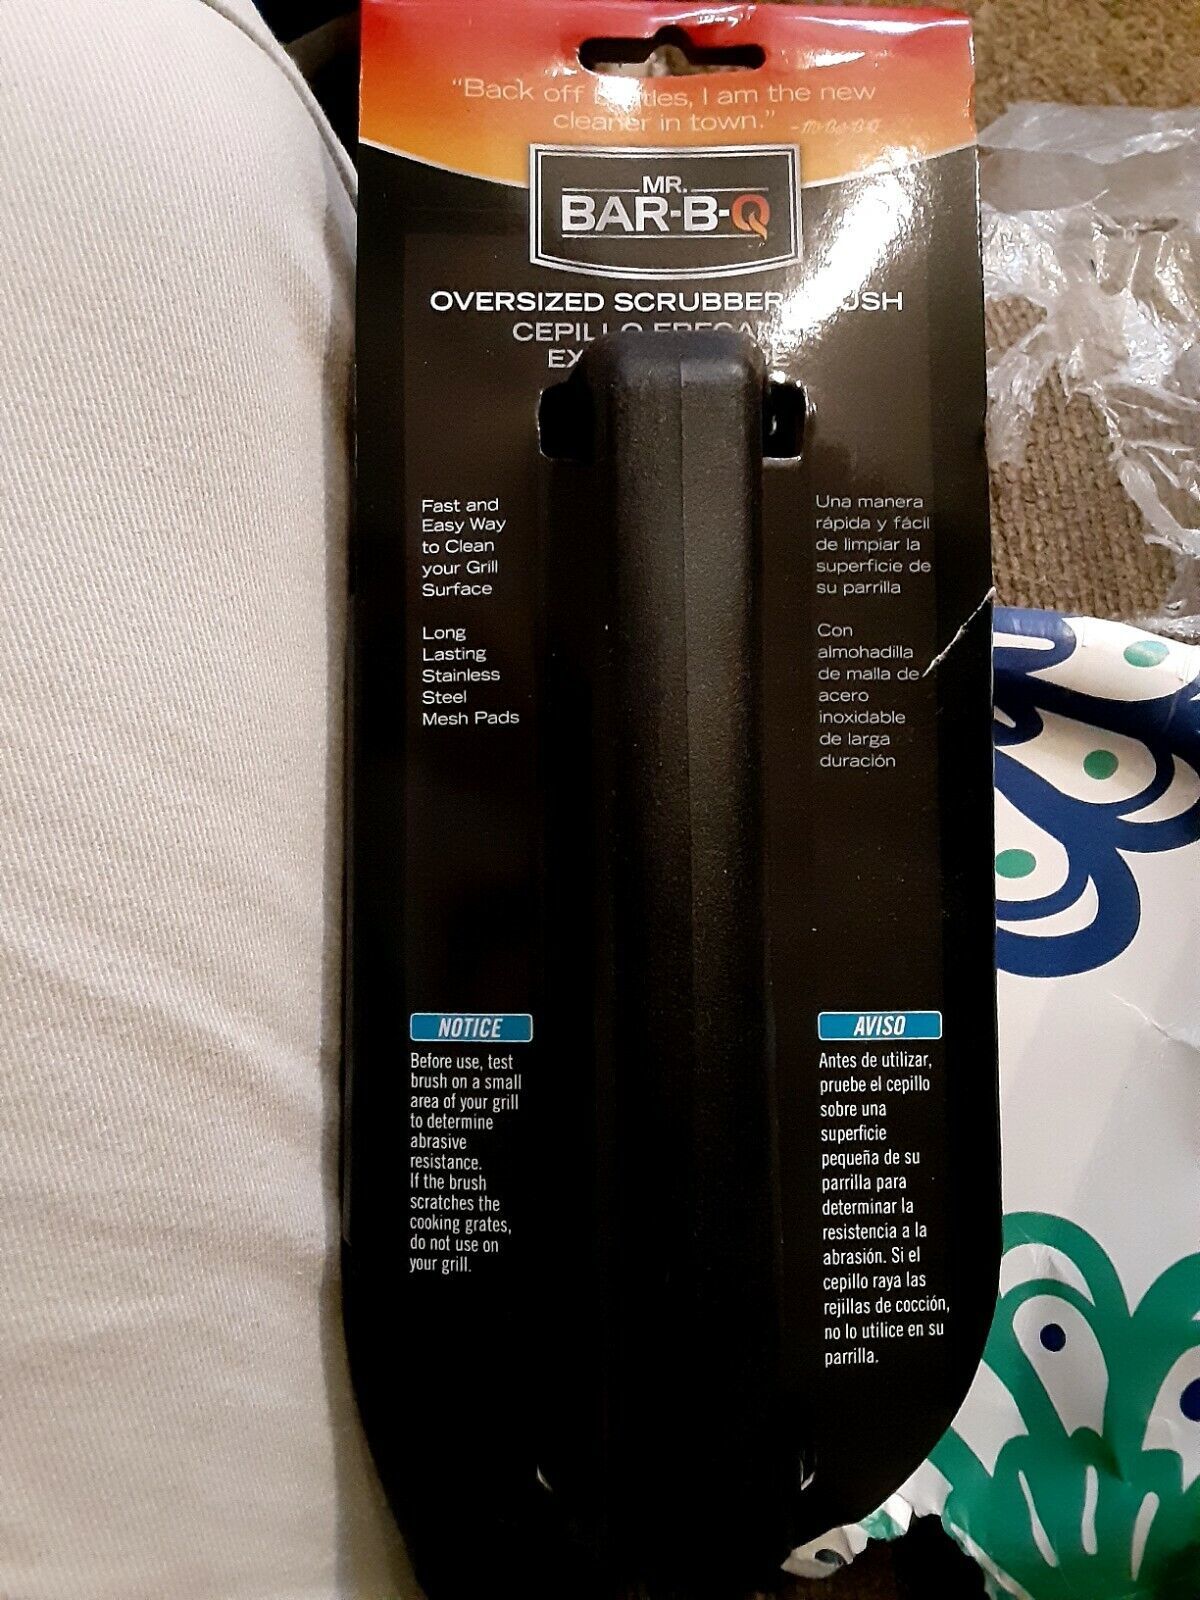 "Back off , I am the new
cleaner in town."
MR.
BAR-B-Q
OVERSIZED SCRUBBER
Fast and
Easy Way
to Clean
your Grill
Surface
Long
Lasting
Stainless
Steel
Mesh Pads
Una manera
rápida y fácil
de limpiar la
superficie de
su parrilla
Con
almohadilla
de malla de
acero
inoxidable
de larga
duración
NOTICE
Before use, test
brush on a small
area of your grill
to determine
abrasive
resistance.
If the brush
scratches the
cooking grates,
do not use on
your grill.
AVISO
Antes de utilizar,
pruebe el cepillo
sobre una
superficie
pequeña de su
parrilla para
determinar la
resistencia a la
abrasión. Si el
cepillo raya las
rejillas de cocción,
no lo utilice en su
parrilla.